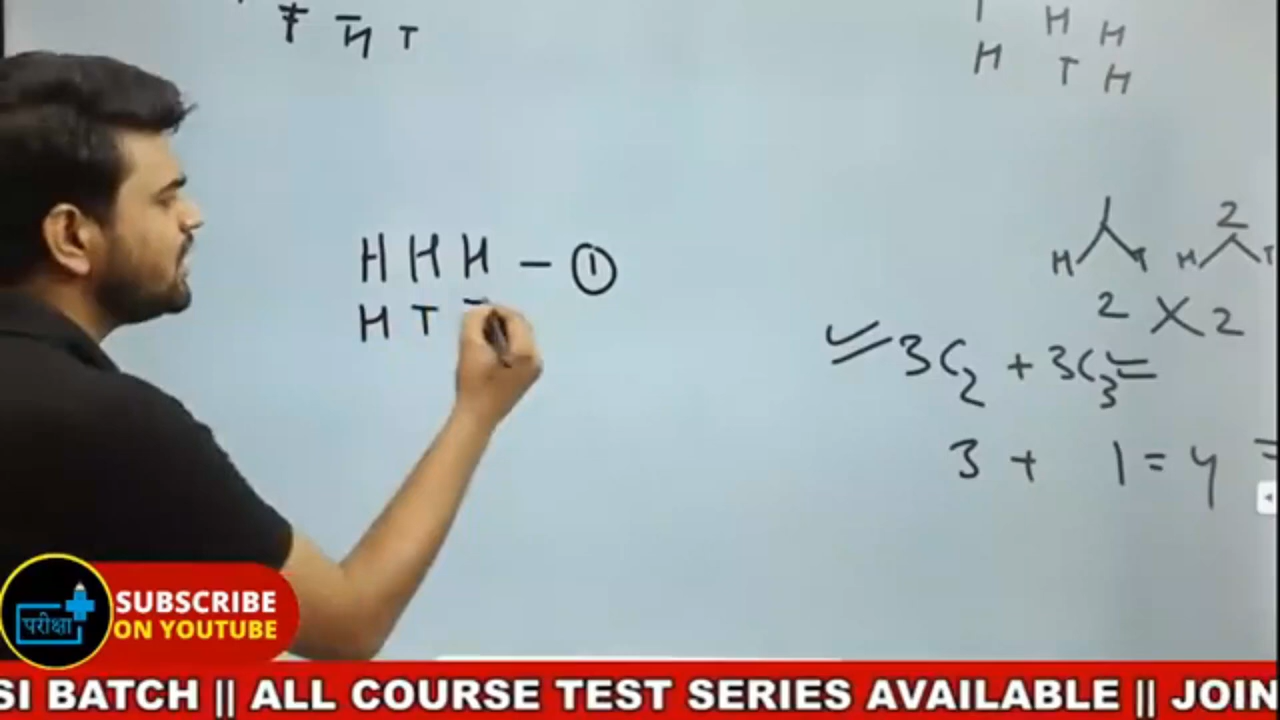 T H T
H H
H T H
H H H - ①
H T T
2
H T H T
2 X 2
3C₂ + 3C₃ =
3 + 1 = 4 =
परीक्षा
SUBSCRIBE
ON YOUTUBE
SI BATCH || ALL COURSE TEST SERIES AVAILABLE || JOIN